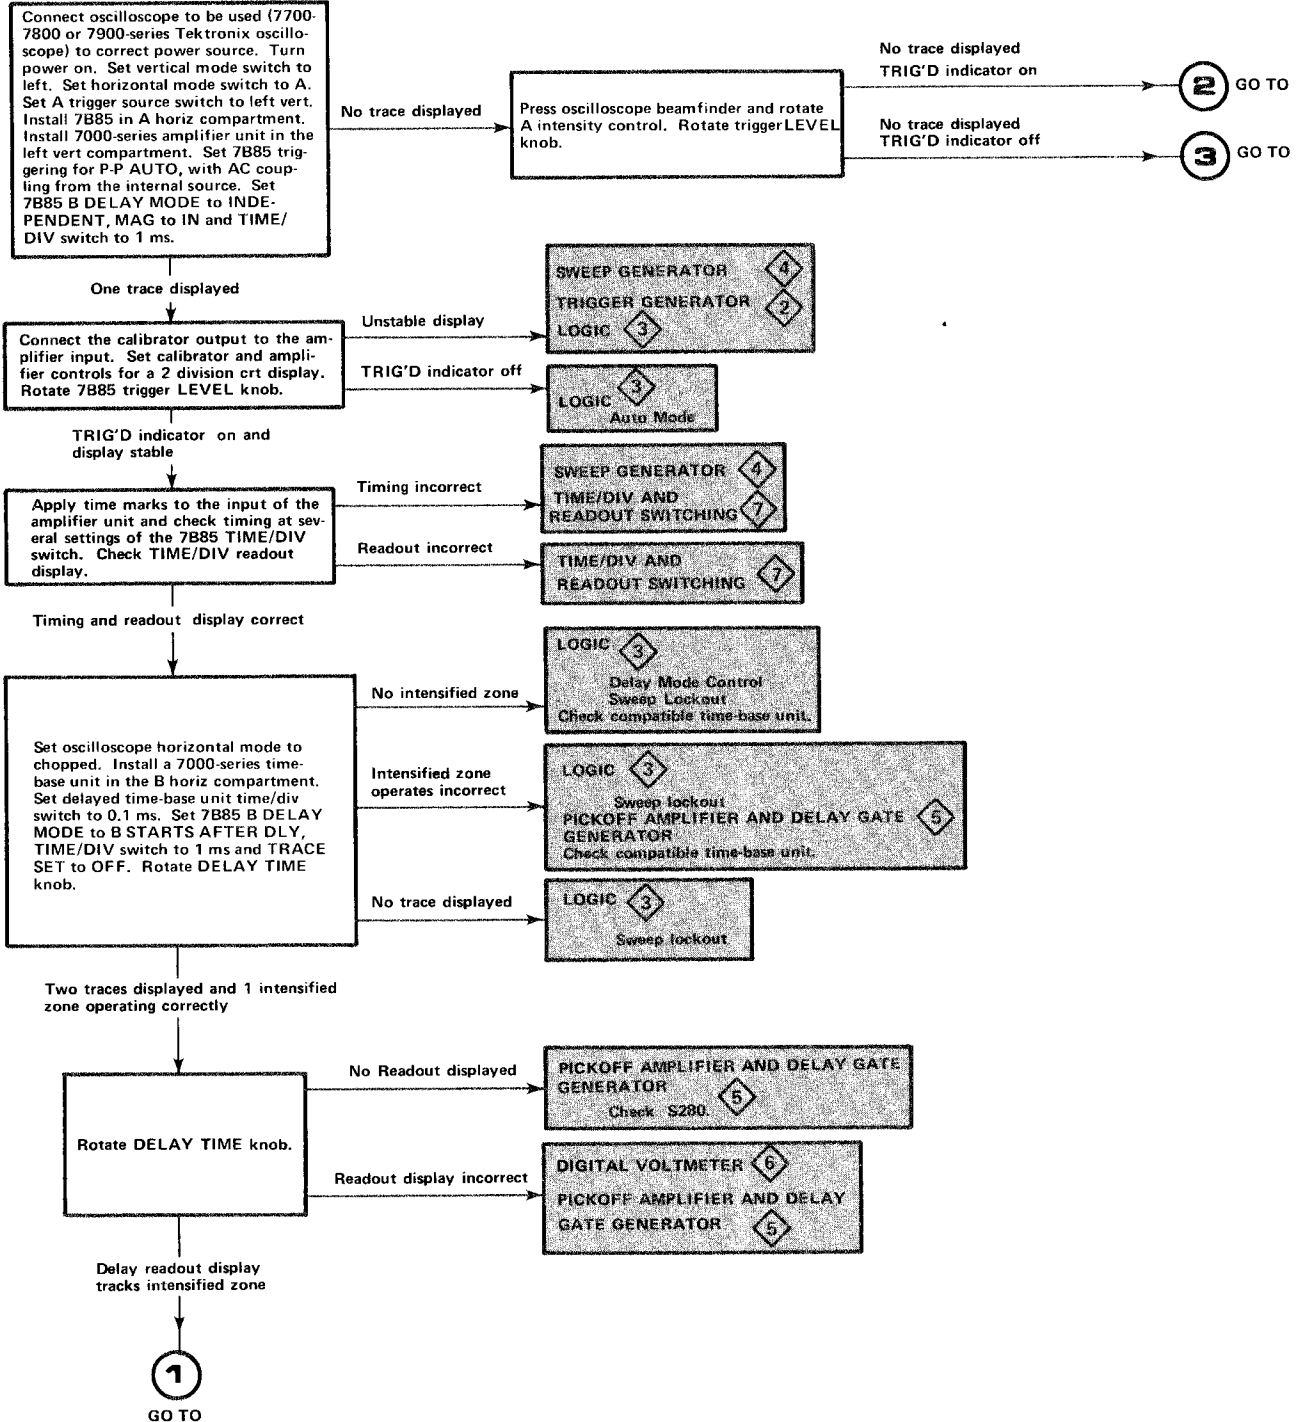 Connect oscilloscope to be used (7700-
7800 or 7900-series Tektronix oscillo-
scope) to correct power source. Turn
power on. Set vertical mode switch to
left. Set horizontal mode switch to A.
Set A trigger source switch to left vert.
Install 7B85 in A horiz compartment.
Install 7000-series amplifier unit in the
left vert compartment. Set 7B85 trig-
gering for P-P AUTO, with AC coup-
ling from the internal source. Set
7B85 B DELAY MODE to INDE-
PENDENT, MAG to IN and TIME/
DIV switch to 1 ms.
No trace displayed
Press oscilloscope beamfinder and rotate
A intensity control. Rotate trigger LEVEL
knob.
No trace displayed
TRIG'D indicator on
2 GO TO
No trace displayed
TRIG'D indicator off
3 GO TO
One trace displayed
Connect the calibrator output to the am-
plifier input. Set calibrator and ampli-
fier controls for a 2 division crt display.
Rotate 7B85 trigger LEVEL knob.
Unstable display
SWEEP GENERATOR 4
TRIGGER GENERATOR 2
LOGIC 3
TRIG'D indicator off
LOGIC 3
Auto Mode
TRIG'D indicator on and
display stable
Apply time marks to the input of the
amplifier unit and check timing at sev-
eral settings of the 7B85 TIME/DIV
switch. Check TIME/DIV readout
display.
Timing incorrect
SWEEP GENERATOR 4
TIME/DIV AND
READOUT SWITCHING 7
Readout incorrect
TIME/DIV AND
READOUT SWITCHING 7
Timing and readout display correct
Set oscilloscope horizontal mode to
chopped. Install a 7000-series time-
base unit in the B horiz compartment.
Set delayed time-base unit time/div
switch to 0.1 ms. Set 7B85 B DELAY
MODE to B STARTS AFTER DLY,
TIME/DIV switch to 1 ms and TRACE
SET to OFF. Rotate DELAY TIME
knob.
No intensified zone
LOGIC 3
Delay Mode Control
Sweep Lockout
Check compatible time-base unit.
Intensified zone
operates incorrect
LOGIC 3
Sweep lockout
PICKOFF AMPLIFIER AND DELAY GATE 5
GENERATOR
Check compatible time-base unit.
No trace displayed
LOGIC 3
Sweep lockout
Two traces displayed and 1 intensified
zone operating correctly
Rotate DELAY TIME knob.
No Readout displayed
PICKOFF AMPLIFIER AND DELAY GATE
GENERATOR 5
Check S280.
Readout display incorrect
DIGITAL VOLTMETER 6
PICKOFF AMPLIFIER AND DELAY
GATE GENERATOR 5
Delay readout display
tracks intensified zone
1
GO TO